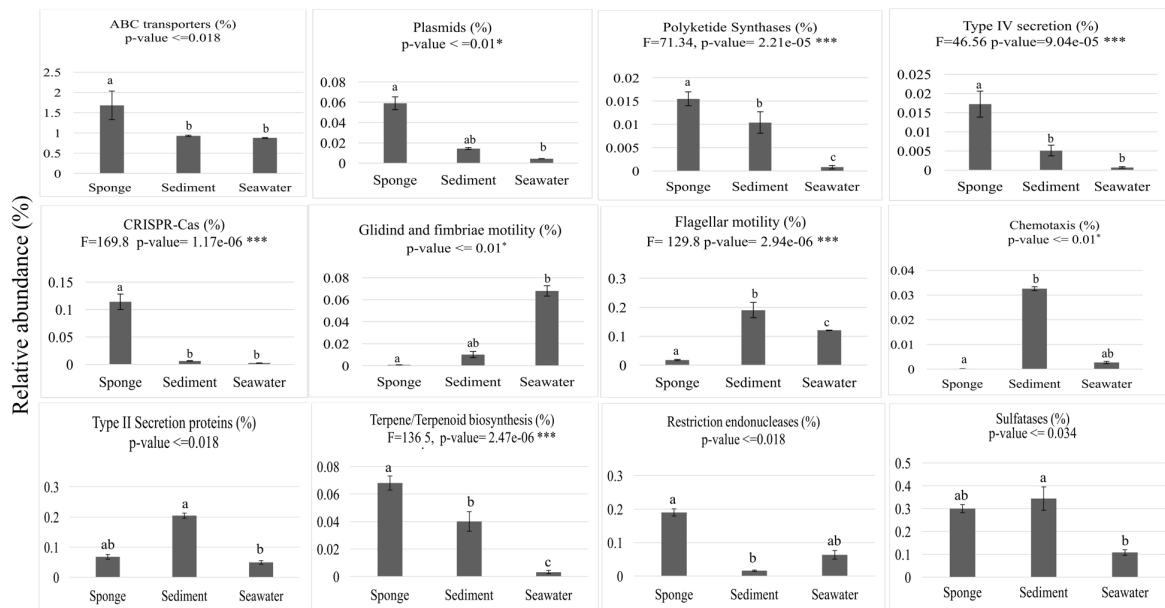 Relative abundance (%)
ABC transporters (%)
p-value <=0.018
2.5
2
1.5
1
0.5
0
a
b
b
Sponge Sediment Seawater
Plasmids (%)
p-value < =0.01*
0.08
0.06
0.04
0.02
0
a
ab
b
Sponge Sediment Seawater
Polyketide Synthases (%)
F=71.34, p-value= 2.21e-05 ***
0.02
0.015
0.01
0.005
0
a
b
c
Sponge Sediment Seawater
Type IV secretion (%)
F=46.56 p-value=9.04e-05 ***
0.025
0.02
0.015
0.01
0.005
0
a
b
b
Sponge Sediment Seawater
CRISPR-Cas (%)
F=169.8 p-value= 1.17e-06 ***
0.15
0.1
0.05
0
a
b
b
Sponge Sediment Seawater
Glidind and fimbriae motility (%)
p-value <= 0.01*
0.08
0.06
0.04
0.02
0
a
ab
b
Sponge Sediment Seawater
Flagellar motility (%)
F= 129.8 p-value= 2.94e-06 ***
0.3
0.2
0.1
0
a
b
c
Sponge Sediment Seawater
Chemotaxis (%)
p-value <= 0.01*
0.04
0.03
0.02
0.01
0
a
b
ab
Sponge Sediment Seawater
Type II Secretion proteins (%)
p-value <=0.018
0.3
0.2
0.1
0
ab
a
b
Sponge Sediment Seawater
Terpene/Terpenoid biosynthesis (%)
F=136 5, p-value= 2.47e-06 ***
0.08
0.06
0.04
0.02
0
a
b
c
Sponge Sediment Seawater
Restriction endonucleases (%)
p-value <=0.018
0.3
0.2
0.1
0
a
b
ab
Sponge Sediment Seawater
Sulfatases (%)
p-value <= 0.034
0.5
0.4
0.3
0.2
0.1
0
ab
a
b
Sponge Sediment Seawater